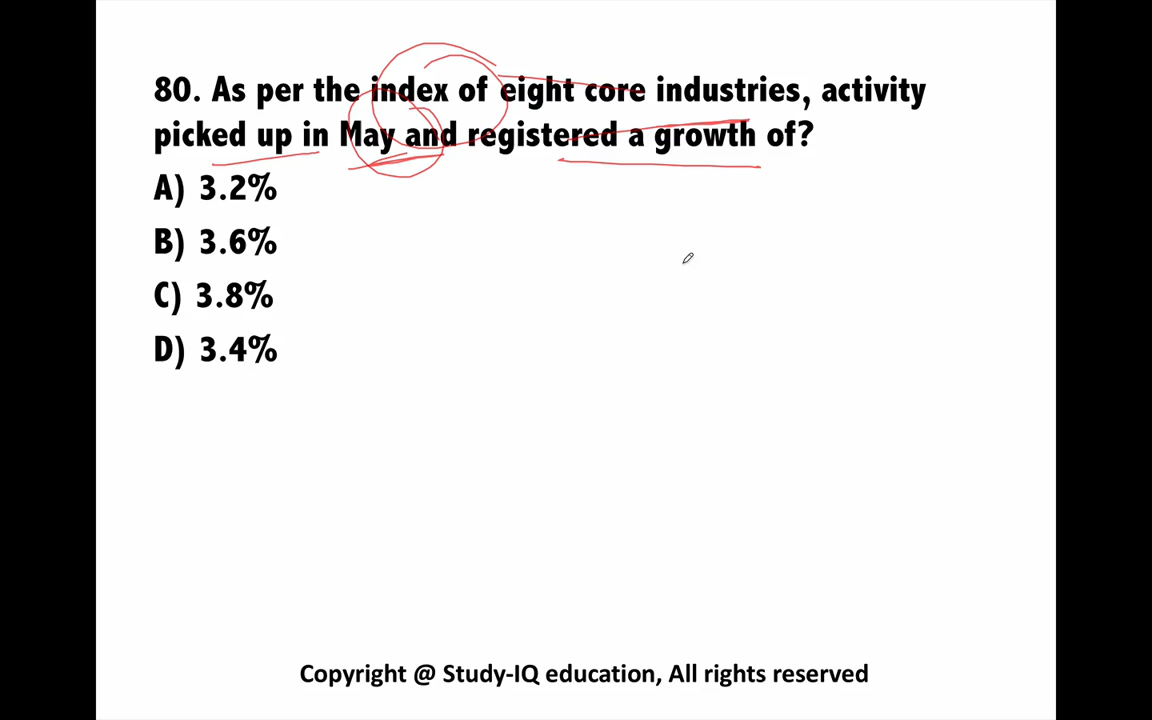 80. As per the index of eight core industries, activity
picked up in May and registered a growth of?
A) 3.2%
B) 3.6%
C) 3.8%
D) 3.4%
Copyright @ Study-IQ education, All rights reserved